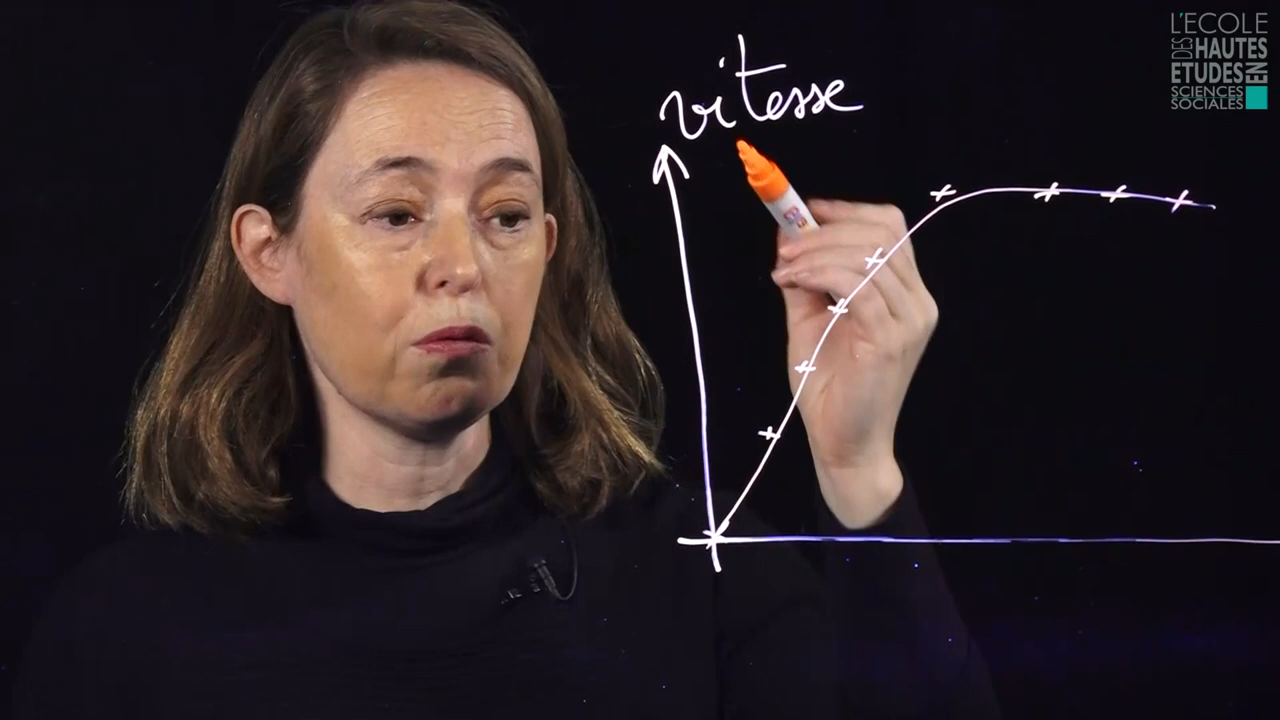 vitesse
L'ECOLE
DES HAUTES
ETUDES EN
SCIENCES
SOCIALES